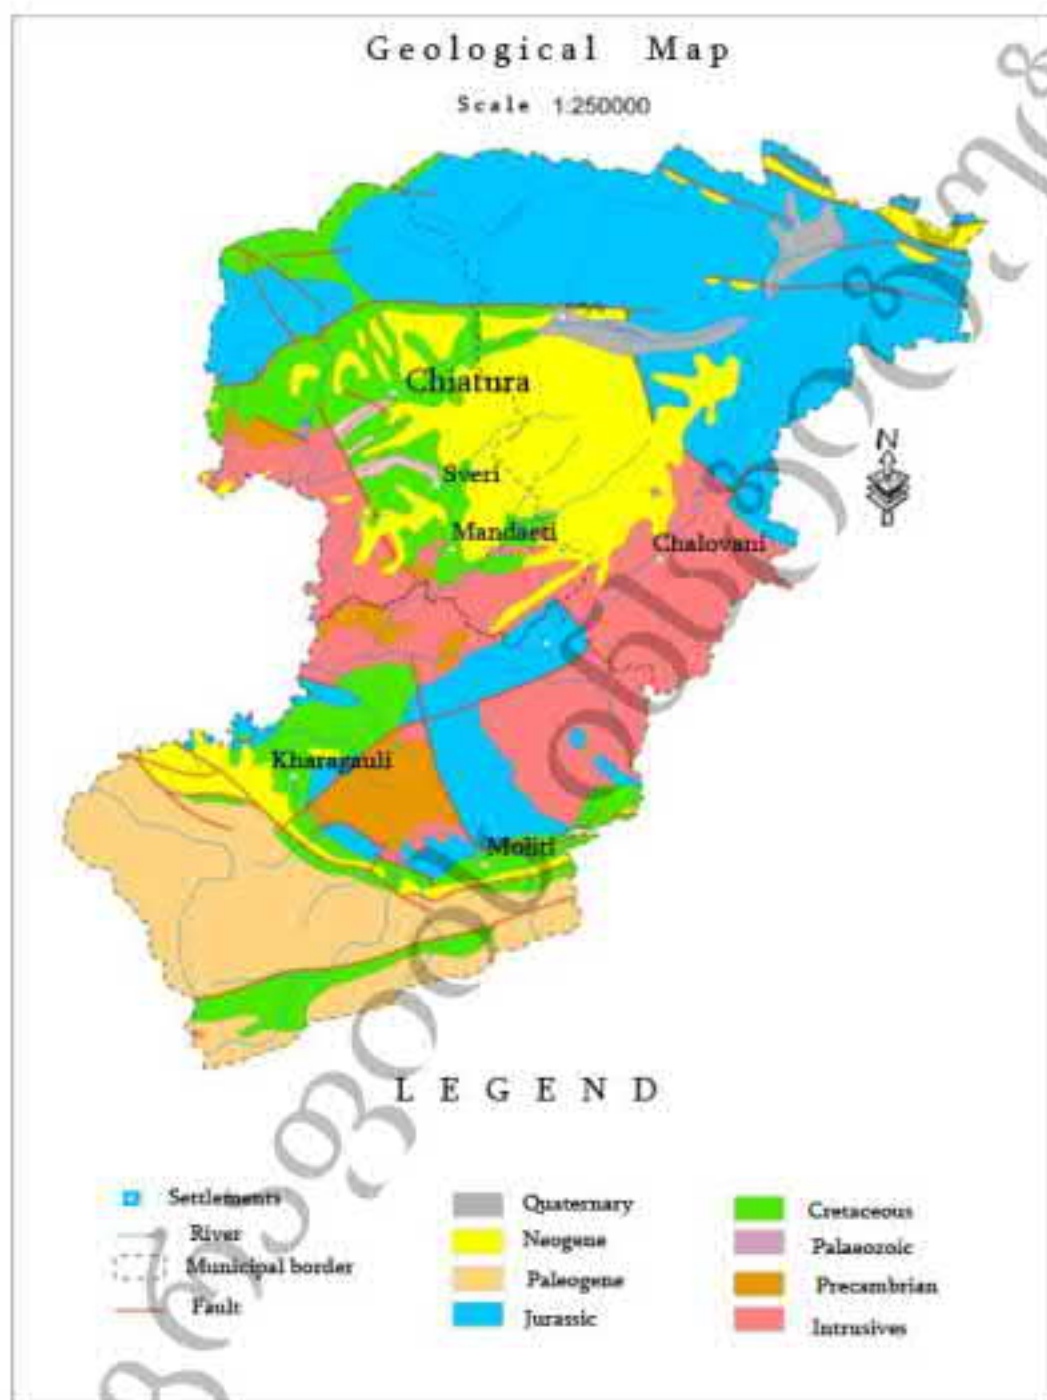 Geological Map
Scale 1:250000
Chiatura
Sveri
Mandaeti
Chalovani
Kharagauli
Moliti
N
LEGEND
Settlements
River
Municipal border
Fault
Quaternary
Neogene
Paleogene
Jurassic
Cretaceous
Palaeozoic
Precambrian
Intrusives